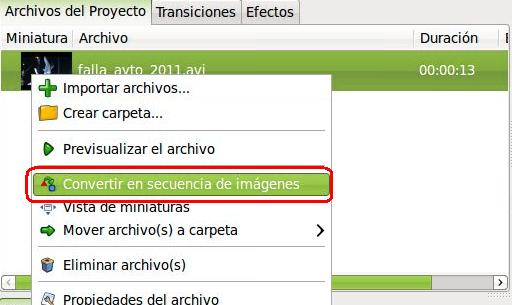 Archivos del Proyecto Transiciones Efectos
Miniatura Archivo Duración
falla_ayto_2011.avi 00:00:13
Importar archivos...
Crear carpeta...
Previsualizar el archivo
Convertir en secuencia de imágenes
Vista de miniaturas
Mover archivo(s) a carpeta
Eliminar archivo(s)
Propiedades del archivo